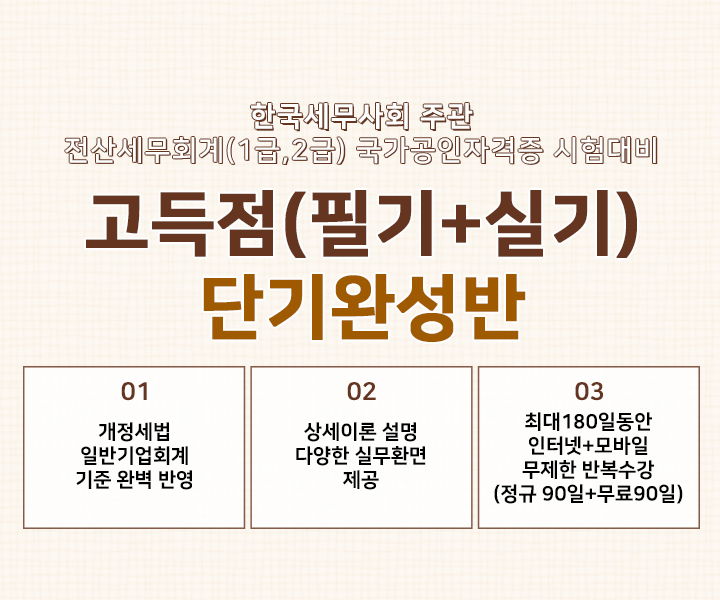 한국세무사회 주관
전산세무회계(1급,2급) 국가공인자격증 시험대비
고득점(필기+실기)
단기완성반
01
개정세법
일반기업회계
기준 완벽 반영
02
상세이론 설명
다양한 실무환면
제공
03
최대180일동안
인터넷+모바일
무제한 반복수강
(정규 90일+무료90일)